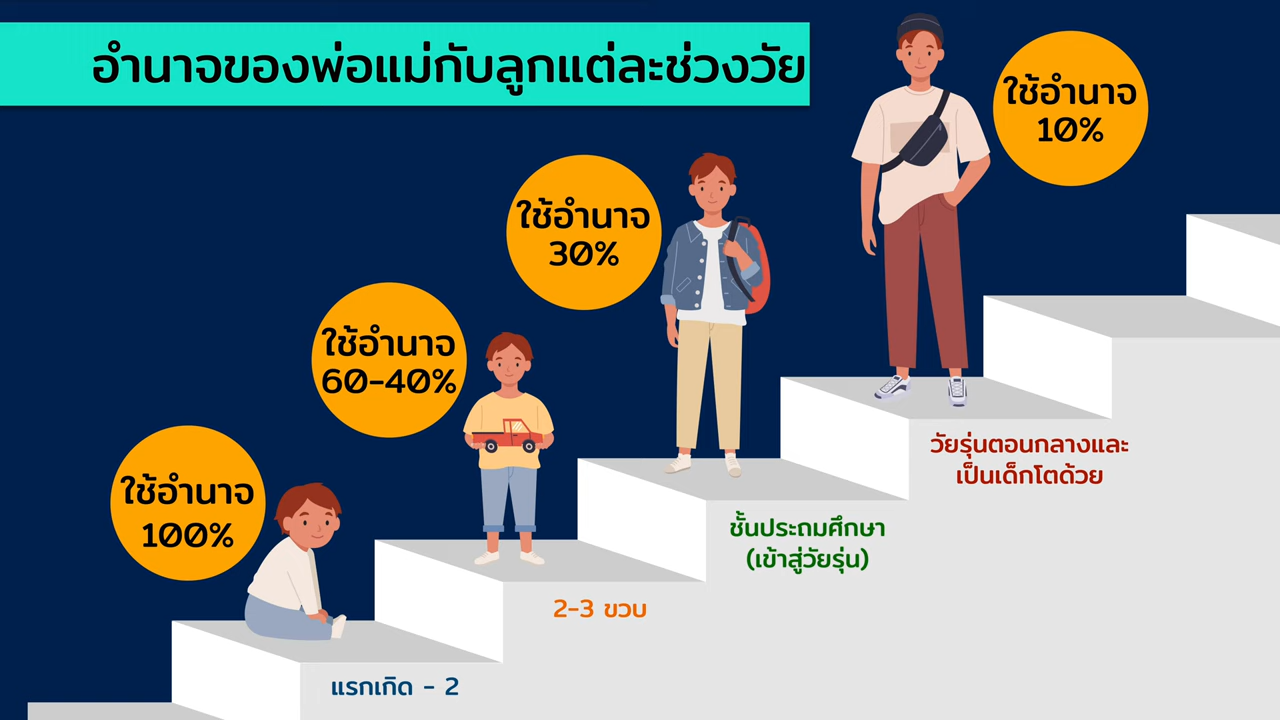 อำนาจของพ่อแม่กับลูกแต่ละช่วงวัย
ใช้อำนาจ
10%
ใช้อำนาจ
30%
ใช้อำนาจ
60-40%
ใช้อำนาจ
100%
วัยรุ่นตอนกลางและ
เป็นเด็กโตด้วย
ชั้นประถมศึกษา
(เข้าสู่วัยรุ่น)
2-3 ขวบ
แรกเกิด - 2